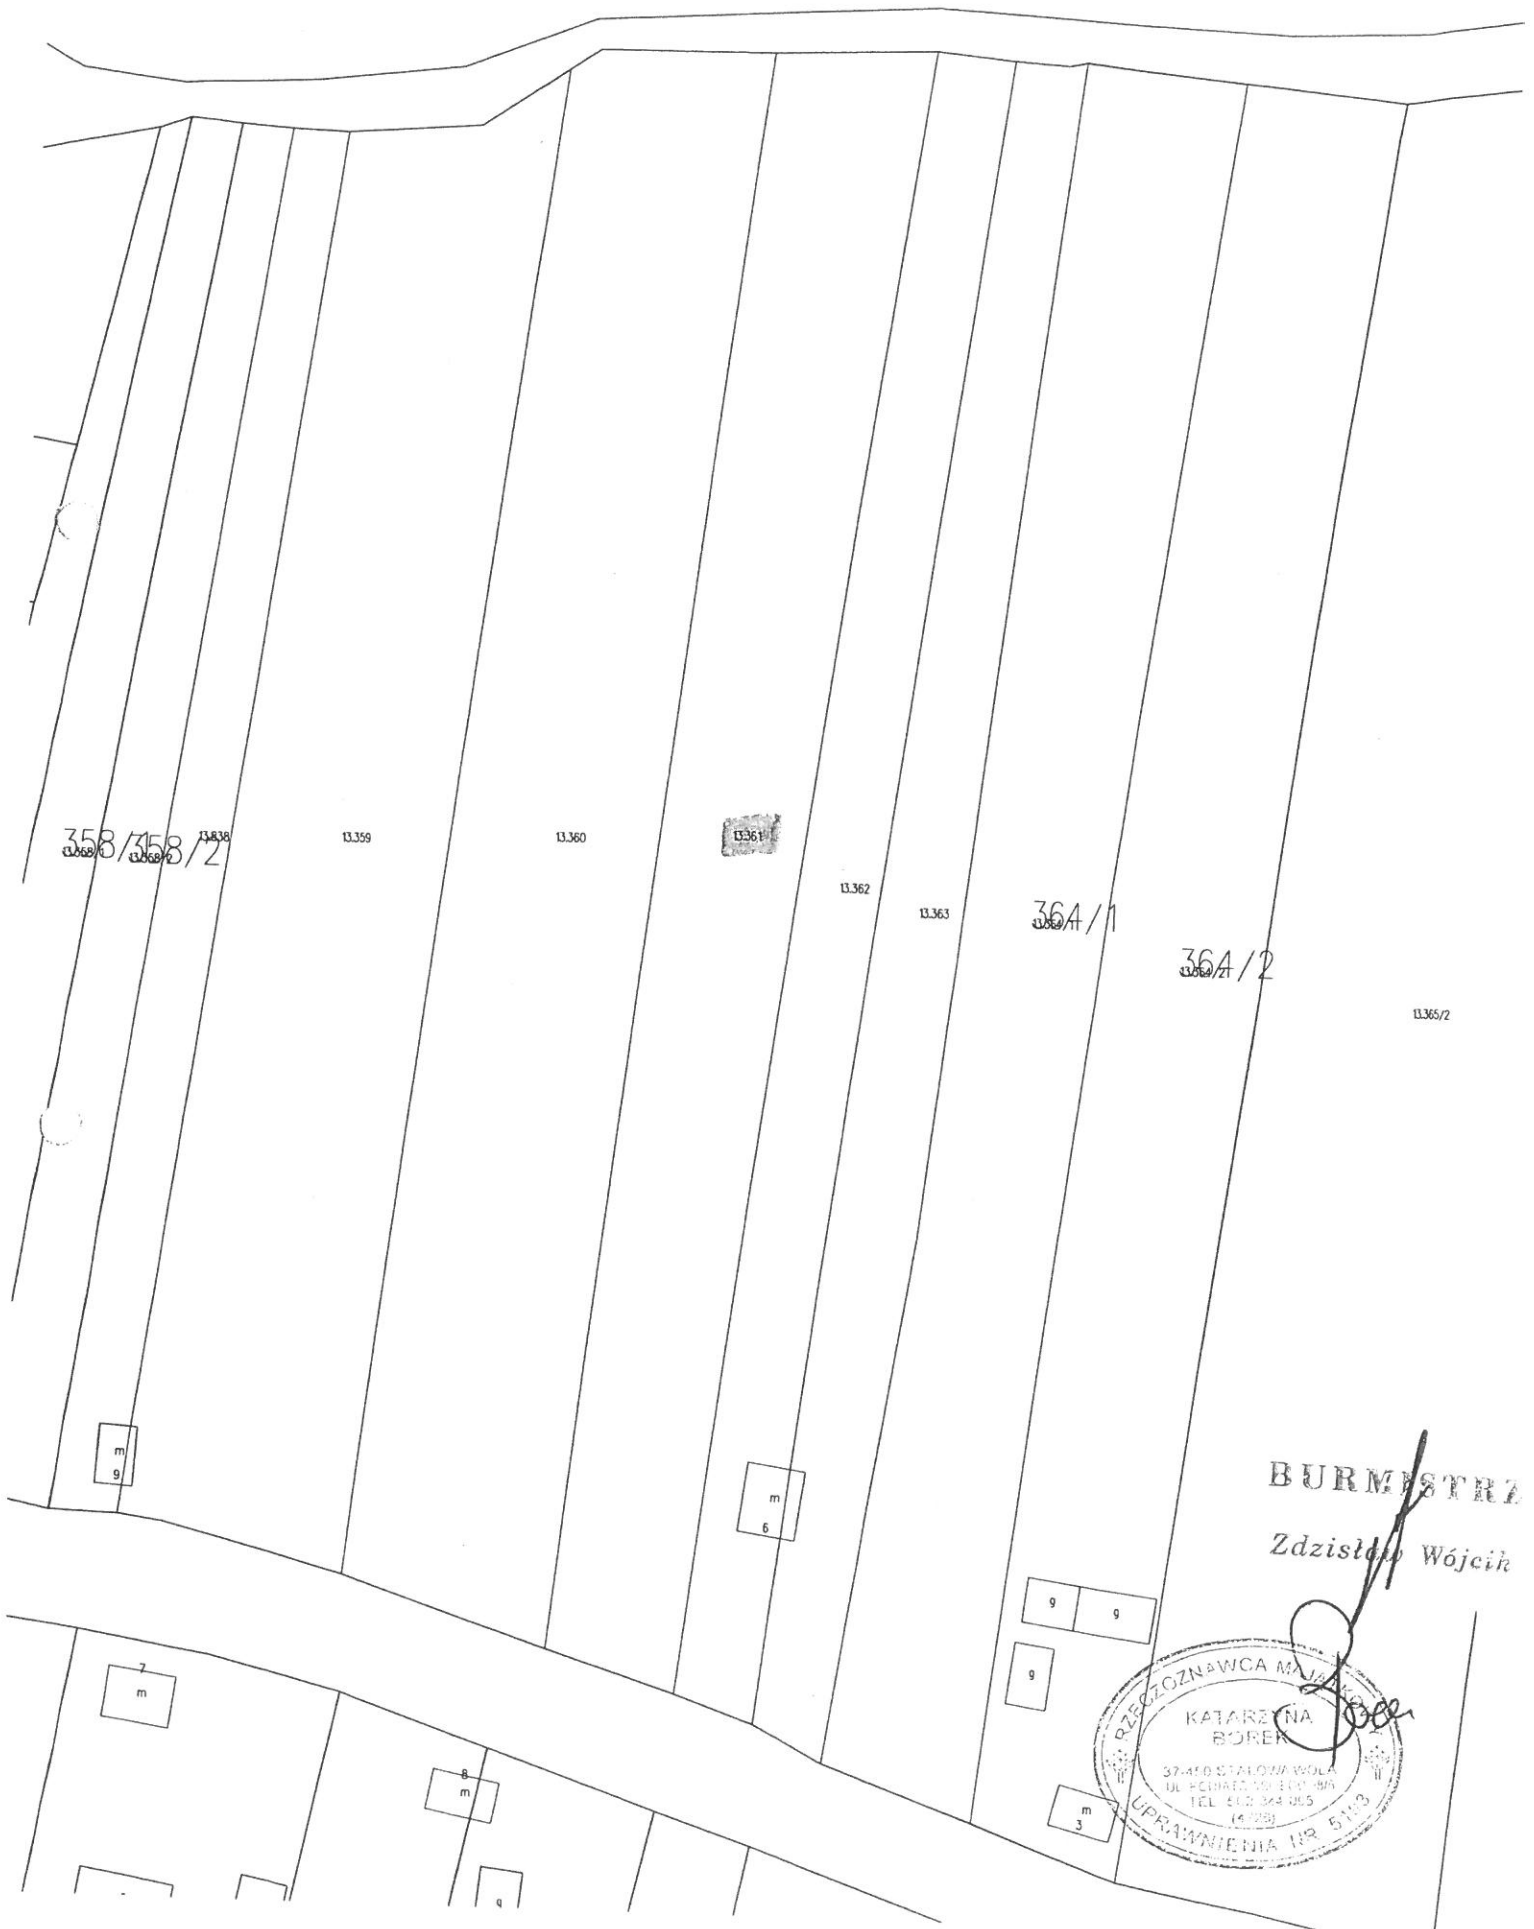 358/1
358/2
13.838
13.359
13.360
13.361
13.362
13.363
364/1
364/2
13.365/2
m
9
m
6
BURMISTRZ
Zdzisław Wójcik
g
g
g
7
m
8
m
m
3
g
RZECZOZNAWCA MAJĄTKOWY
KATARZYNA
BOREK
37-450 STALOWA WOLA
UPRAWNIENIA NR